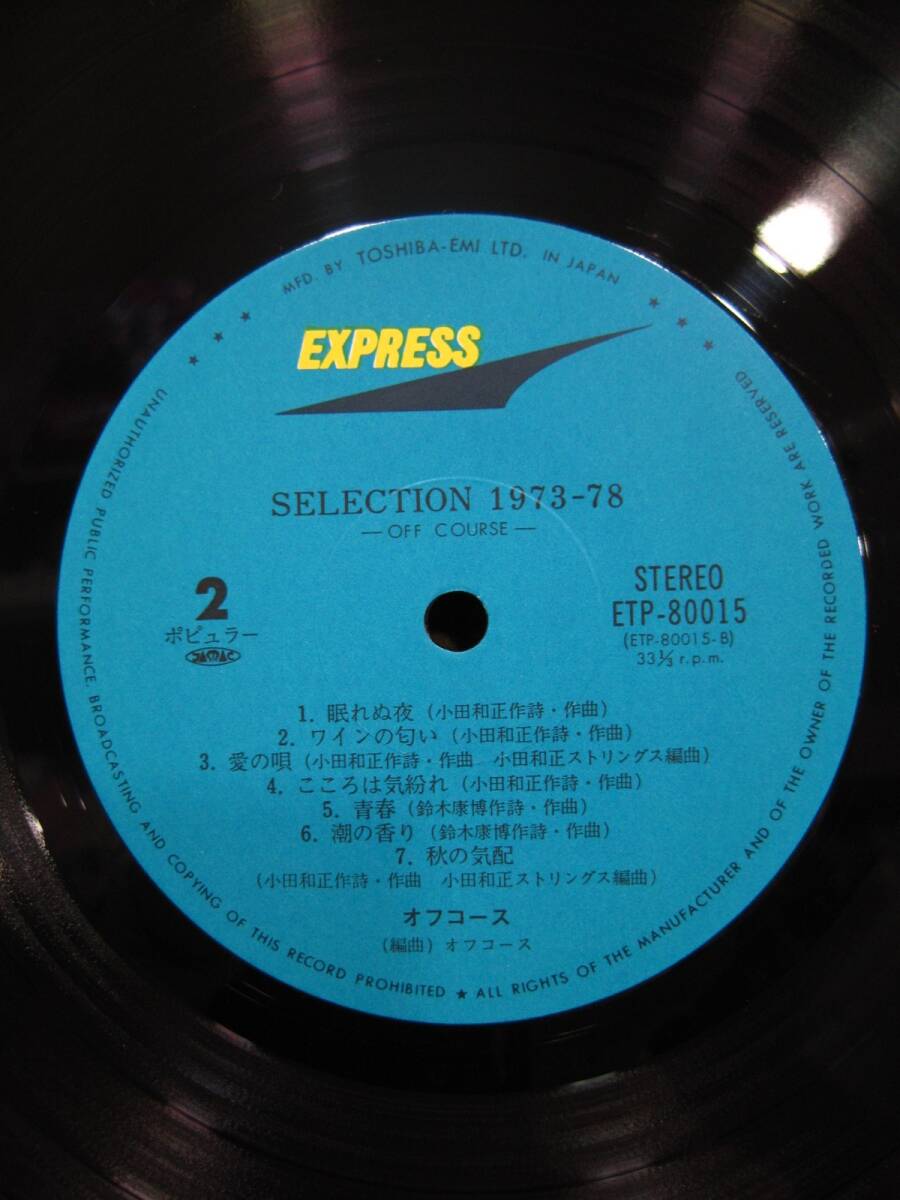 MFD. BY TOSHIBA-EMI LTD. IN JAPAN
EXPRESS
SELECTION 1973-78
—OFF COURSE—
2
ポピュラー
STEREO
ETP-80015
(ETP-80015-B)
33⅓ r.p.m.
1. 眠れぬ夜 (小田和正作詩・作曲)
2. ワインの匂い (小田和正作詩・作曲)
3. 愛の唄 (小田和正作詩・作曲 小田和正ストリングス編曲)
4. こころは気紛れ (小田和正作詩・作曲)
5. 青春 (鈴木康博作詩・作曲)
6. 潮の香り (鈴木康博作詩・作曲)
7. 秋の気配
(小田和正作詩・作曲 小田和正ストリングス編曲)
オフコース
(編曲) オフコース
UNAUTHORIZED PUBLIC PERFORMANCE, BROADCASTING AND COPYING OF THIS RECORD PROHIBITED ★ ALL RIGHTS OF THE MANUFACTURER AND OF THE OWNER OF THE RECORDED WORK ARE RESERVED